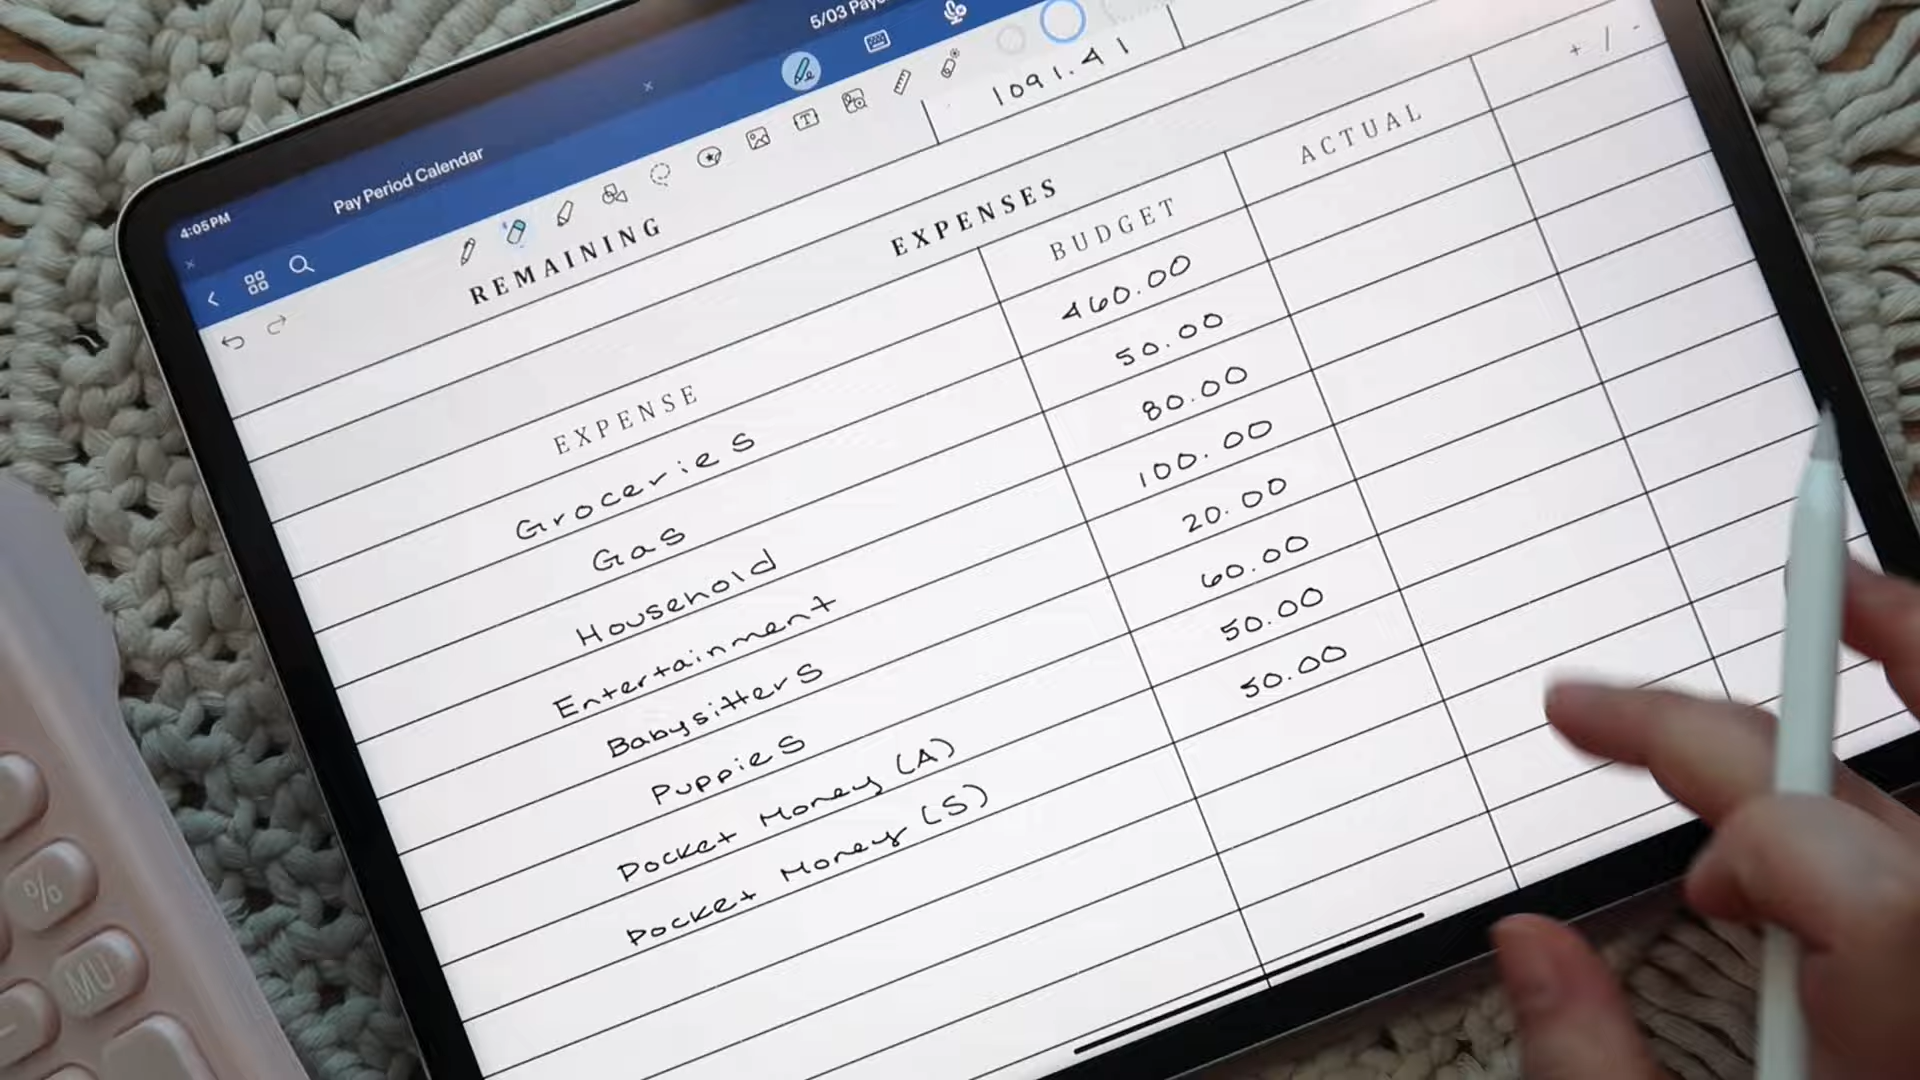 5/03
4:05 PM
Pay Period Calendar
REMAINING 1091.41
EXPENSES
EXPENSE BUDGET ACTUAL + / -
Groceries 460.00
Gas 50.00
Household 80.00
Entertainment 100.00
Babysitters 20.00
Puppies 60.00
Pocket Money (A) 50.00
Pocket Money (S) 50.00
%
MU